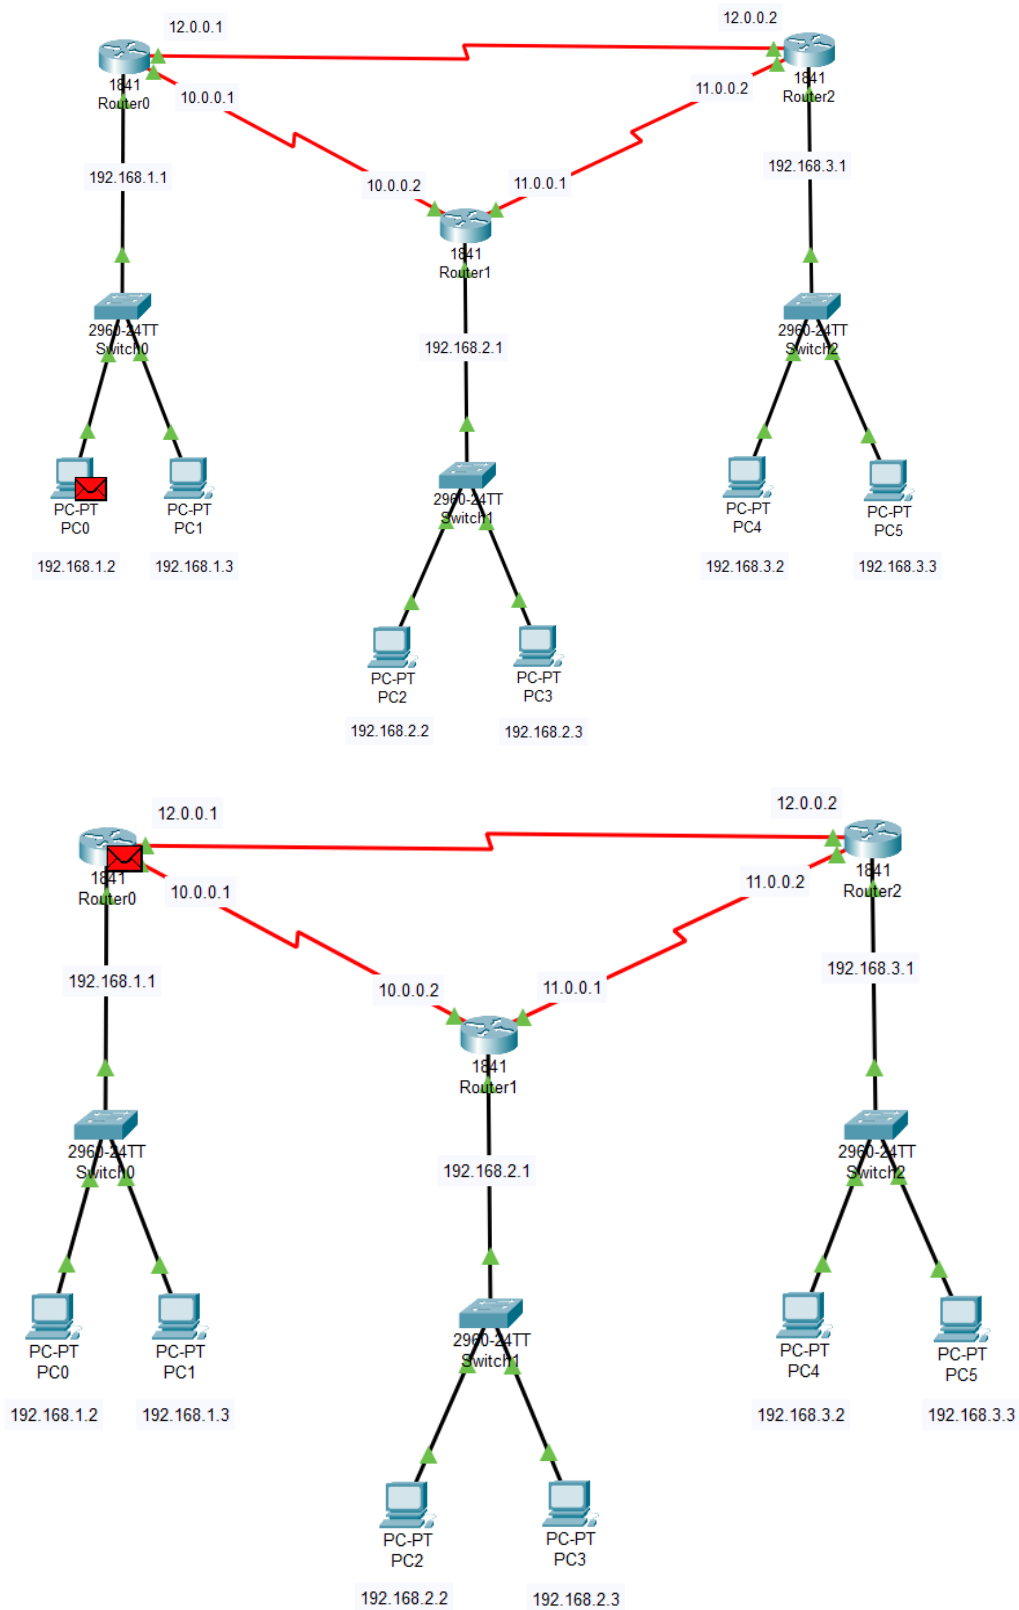 12.0.0.1
12.0.0.2
1841
Router0
10.0.0.1
11.0.0.2
1841
Router2
192.168.1.1
10.0.0.2
11.0.0.1
192.168.3.1
1841
Router1
2960-24TT
Switch0
192.168.2.1
2960-24TT
Switch2
2960-24TT
Switch1
PC-PT
PC0
PC-PT
PC1
PC-PT
PC4
PC-PT
PC5
192.168.1.2
192.168.1.3
192.168.3.2
192.168.3.3
PC-PT
PC2
PC-PT
PC3
192.168.2.2
192.168.2.3
12.0.0.1
12.0.0.2
1841
Router0
10.0.0.1
11.0.0.2
1841
Router2
192.168.1.1
10.0.0.2
11.0.0.1
192.168.3.1
1841
Router1
2960-24TT
Switch0
192.168.2.1
2960-24TT
Switch2
2960-24TT
Switch1
PC-PT
PC0
PC-PT
PC1
PC-PT
PC4
PC-PT
PC5
192.168.1.2
192.168.1.3
192.168.3.2
192.168.3.3
PC-PT
PC2
PC-PT
PC3
192.168.2.2
192.168.2.3